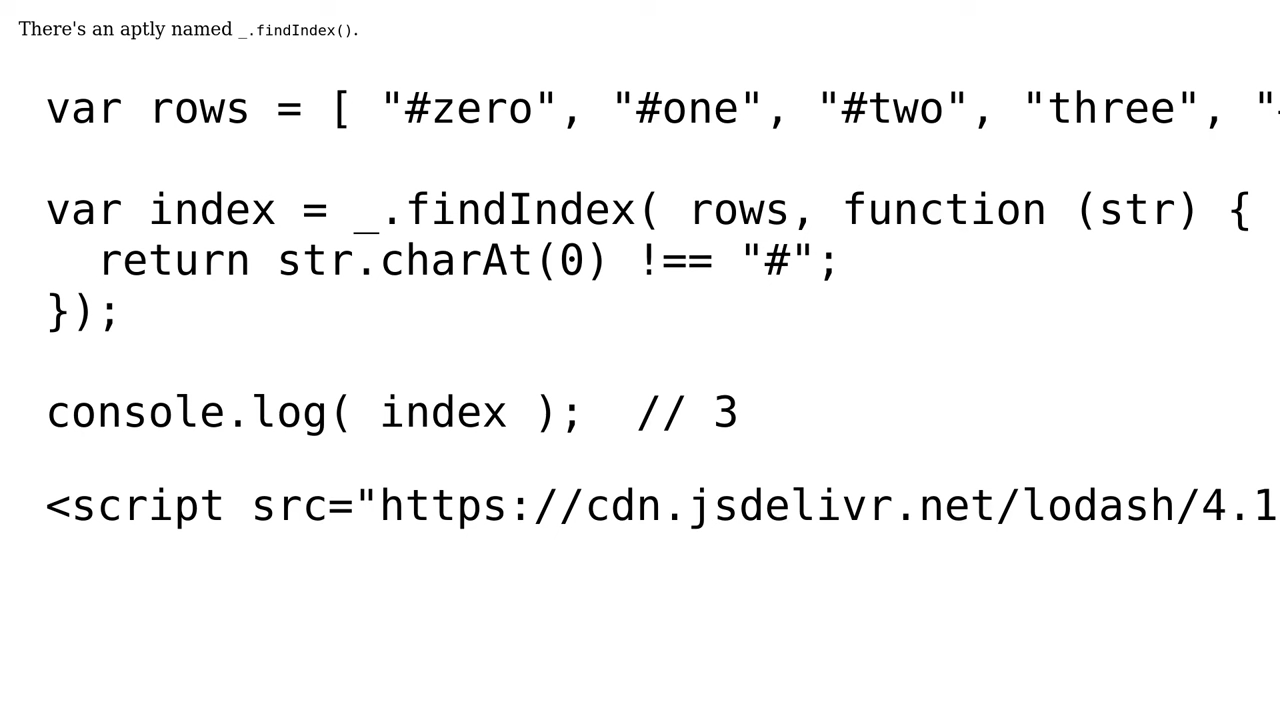 There's an aptly named _.findIndex().
var rows = [ "#zero", "#one", "#two", "three", "
var index = _.findIndex( rows, function (str) {
  return str.charAt(0) !== "#";
});
console.log( index );  // 3
<script src="https://cdn.jsdelivr.net/lodash/4.1